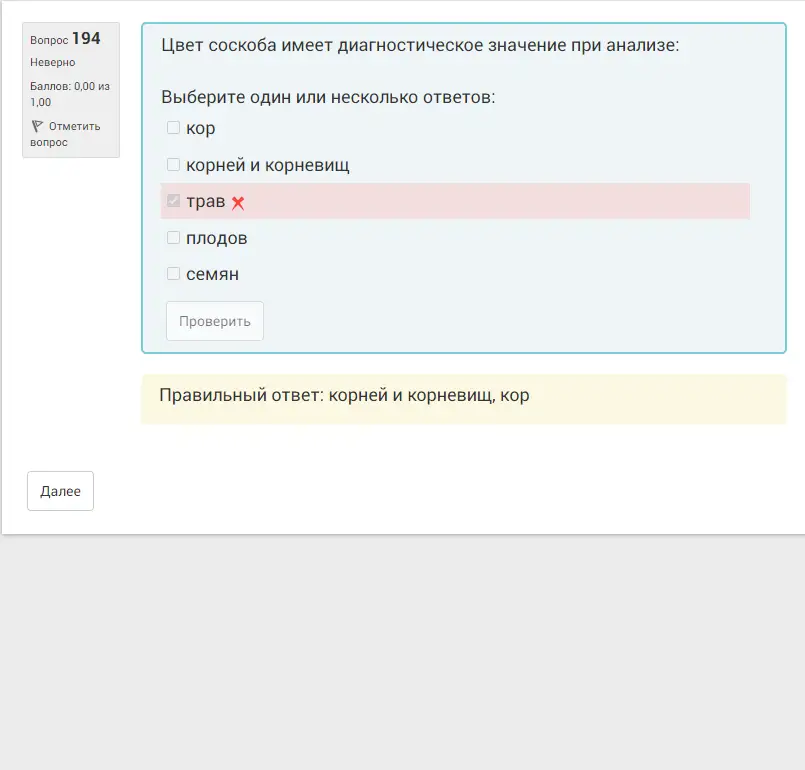 Вопрос 194
Неверно
Баллов: 0,00 из
1,00
Отметить
вопрос
Цвет соскоба имеет диагностическое значение при анализе:
Выберите один или несколько ответов:
кор
корней и корневищ
трав
плодов
семян
Проверить
Правильный ответ: корней и корневищ, кор
Далее